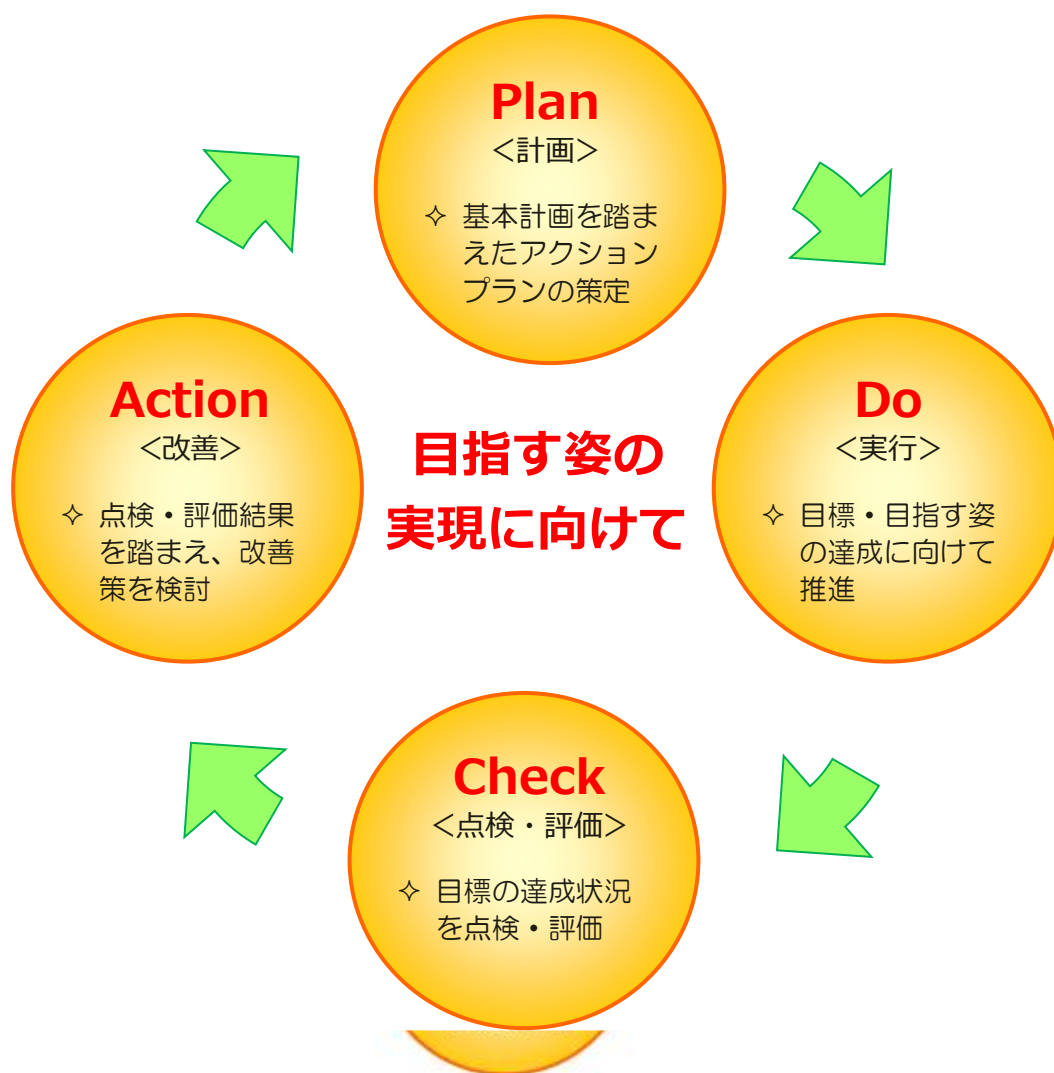 Plan
<計画>
✧ 基本計画を踏ま
えたアクション
プランの策定
Action
<改善>
✧ 点検・評価結果
を踏まえ、改善
策を検討
目指す姿の
実現に向けて
Do
<実行>
✧ 目標・目指す姿
の達成に向けて
推進
Check
<点検・評価>
✧ 目標の達成状況
を点検・評価